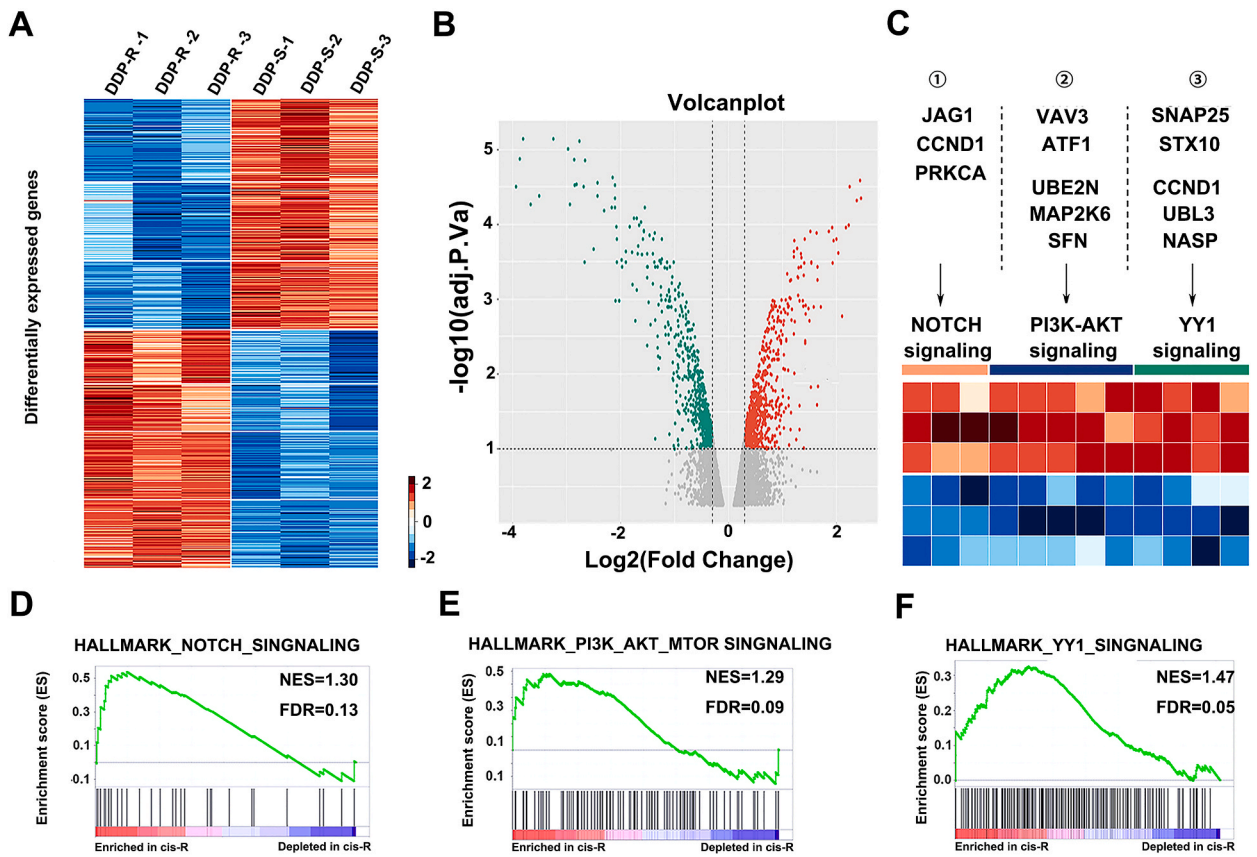 A
DDP-R -1
DDP-R -2
DDP-R -3
DDP-S-1
DDP-S-2
DDP-S-3
Differentially expressed genes
2
0
-2
B
Volcanplot
-log10(adj.P.Va)
5
4
3
2
1
-4
-2
0
2
Log2(Fold Change)
C
① ② ③
JAG1 VAV3 SNAP25
CCND1 ATF1 STX10
PRKCA
UBE2N CCND1
MAP2K6 UBL3
SFN NASP
NOTCH PI3K-AKT YY1
signaling signaling signaling
D
HALLMARK_NOTCH_SINGNALING
Enrichment score (ES)
0.5
0.3
0.1
-0.1
NES=1.30
FDR=0.13
Enriched in cis-R Depleted in cis-R
E
HALLMARK_PI3K_AKT_MTOR SINGNALING
Enrichment score (ES)
0.5
0.3
0.1
0.1
NES=1.29
FDR=0.09
Enriched in cis-R Depleted in cis-R
F
HALLMARK_YY1_SINGNALING
Enrichment score (ES)
0.3
0.2
0.1
0.0
NES=1.47
FDR=0.05
Enriched in cis-R Depleted in cis-R